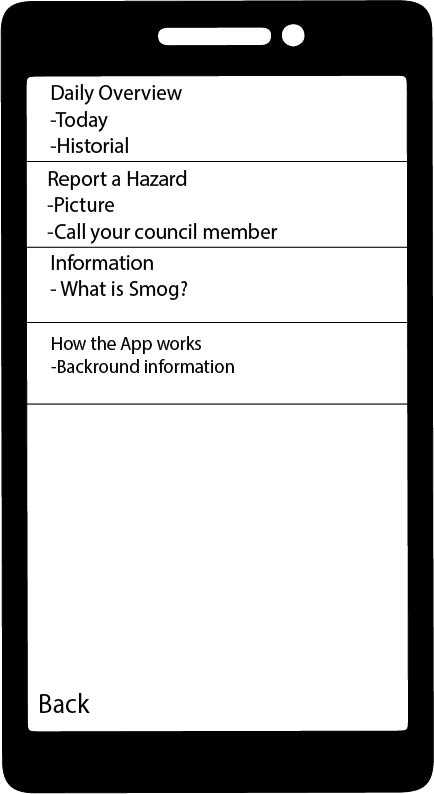 Daily Overview
-Today
-Historial
Report a Hazard
-Picture
-Call your council member
Information
- What is Smog?
How the App works
-Backround information
Back